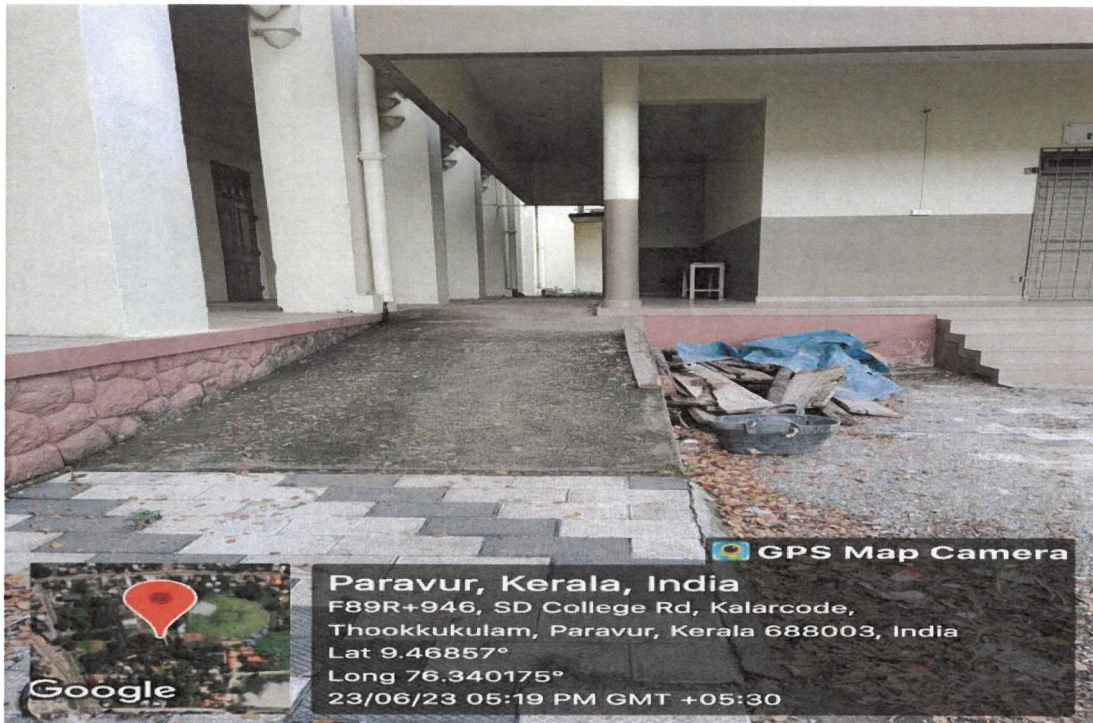 GPS Map Camera
Paravur, Kerala, India
F89R+946, SD College Rd, Kalarcode,
Thookkukulam, Paravur, Kerala 688003, India
Lat 9.46857°
Long 76.340175°
23/06/23 05:19 PM GMT +05:30
Google